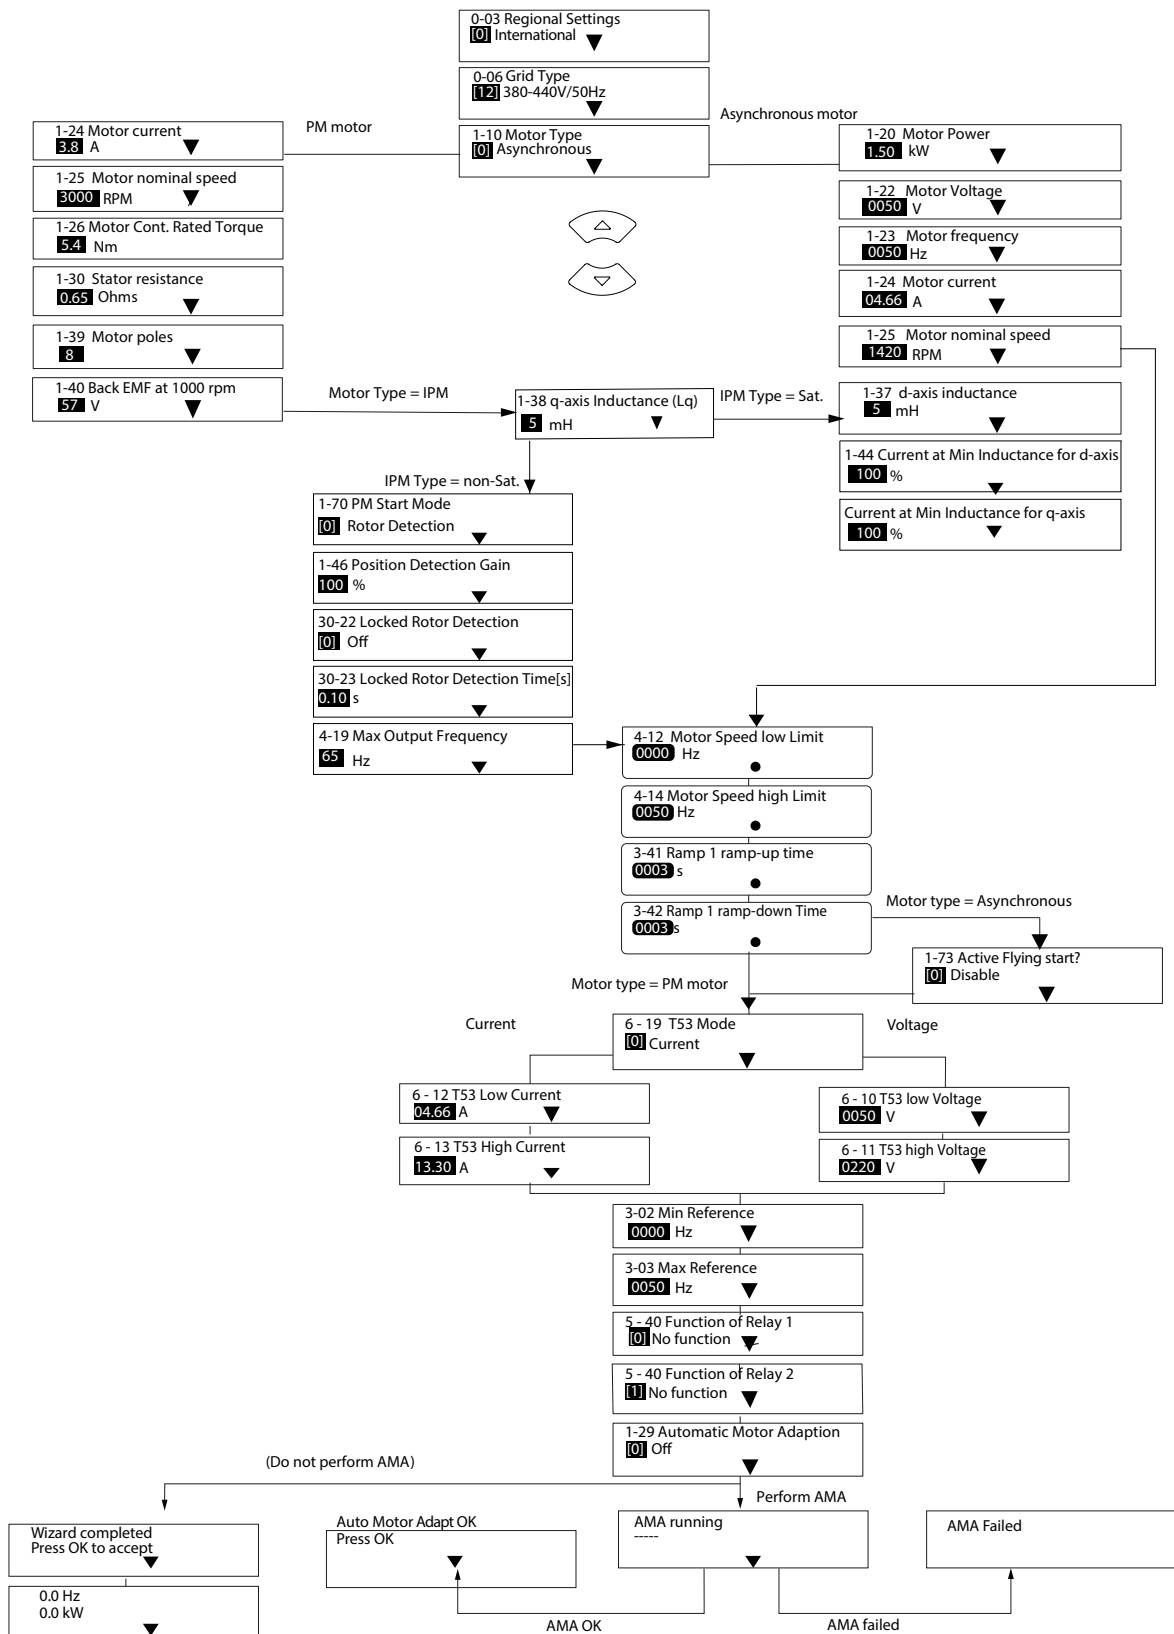 0-03 Regional Settings
[0] International
0-06 Grid Type
[12] 380-440V/50Hz
PM motor
Asynchronous motor
1-10 Motor Type
[0] Asynchronous
1-24 Motor current
3.8 A
1-25 Motor nominal speed
3000 RPM
1-26 Motor Cont. Rated Torque
5.4 Nm
1-30 Stator resistance
0.65 Ohms
1-39 Motor poles
8
1-40 Back EMF at 1000 rpm
57 V
1-20 Motor Power
1.50 kW
1-22 Motor Voltage
0050 V
1-23 Motor frequency
0050 Hz
1-24 Motor current
04.66 A
1-25 Motor nominal speed
1420 RPM
Motor Type = IPM
1-38 q-axis Inductance (Lq)
5 mH
IPM Type = Sat.
1-37 d-axis inductance
5 mH
1-44 Current at Min Inductance for d-axis
100 %
Current at Min Inductance for q-axis
100 %
IPM Type = non-Sat.
1-70 PM Start Mode
[0] Rotor Detection
1-46 Position Detection Gain
100 %
30-22 Locked Rotor Detection
[0] Off
30-23 Locked Rotor Detection Time[s]
0.10 s
4-19 Max Output Frequency
65 Hz
4-12 Motor Speed low Limit
0000 Hz
4-14 Motor Speed high Limit
0050 Hz
3-41 Ramp 1 ramp-up time
0003 s
3-42 Ramp 1 ramp-down Time
0003 s
Motor type = Asynchronous
1-73 Active Flying start?
[0] Disable
Motor type = PM motor
Current
Voltage
6 - 19 T53 Mode
[0] Current
6 - 12 T53 Low Current
04.66 A
6 - 13 T53 High Current
13.30 A
6 - 10 T53 low Voltage
0050 V
6 - 11 T53 high Voltage
0220 V
3-02 Min Reference
0000 Hz
3-03 Max Reference
0050 Hz
5 - 40 Function of Relay 1
[0] No function
5 - 40 Function of Relay 2
[1] No function
1-29 Automatic Motor Adaption
[0] Off
(Do not perform AMA)
Perform AMA
Wizard completed
Press OK to accept
0.0 Hz
0.0 kW
Auto Motor Adapt OK
Press OK
AMA running
-----
AMA Failed
AMA OK
AMA failed